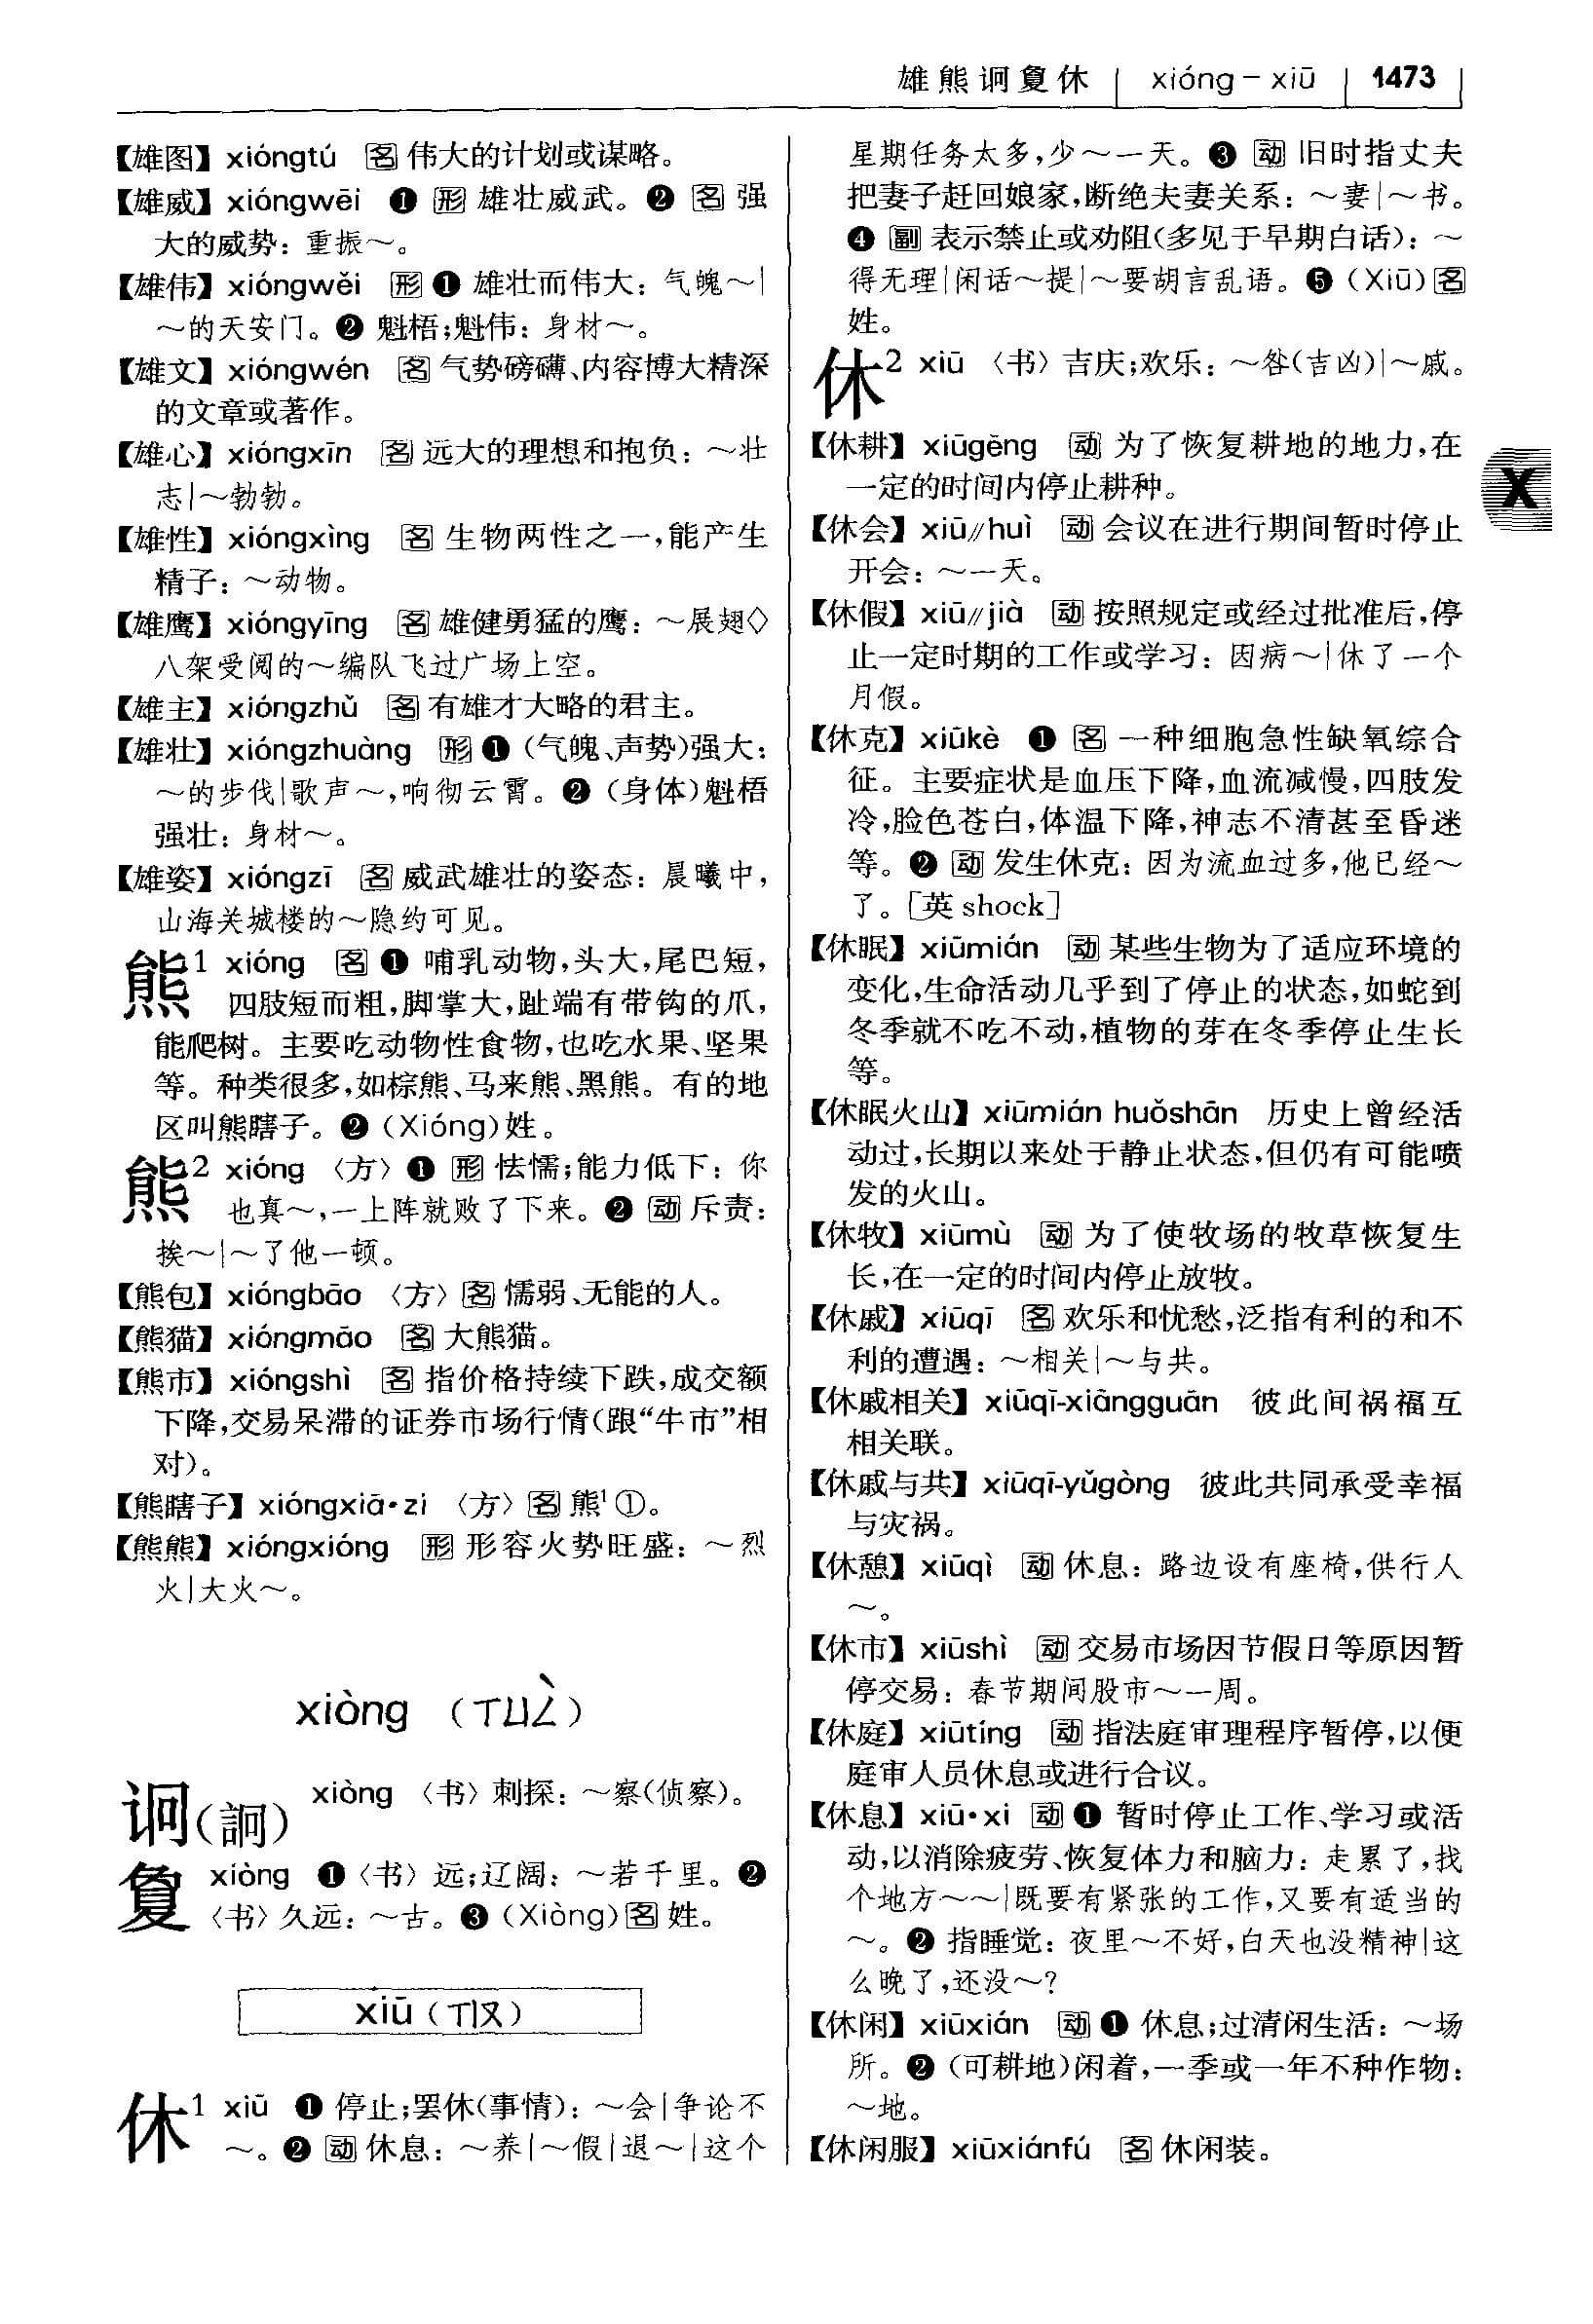 雄熊诇夐休 xióng－xiū 1473
【雄图】 xióngtú 名 伟大的计划或谋略。
【雄威】 xióngwēi ❶ 形 雄壮威武。❷ 名 强
大的威势：重振～。
【雄伟】 xióngwěi 形 ❶ 雄壮而伟大：气魄～|
～的天安门。❷ 魁梧；魁伟：身材～。
【雄文】 xióngwén 名 气势磅礴、内容博大精深
的文章或著作。
【雄心】 xióngxīn 名 远大的理想和抱负：～壮
志|～勃勃。
【雄性】 xióngxìng 名 生物两性之一，能产生
精子：～动物。
【雄鹰】 xióngyīng 名 雄健勇猛的鹰：～展翅◇
八架受阅的～编队飞过广场上空。
【雄主】 xióngzhǔ 名 有雄才大略的君主。
【雄壮】 xióngzhuàng 形 ❶（气魄、声势）强大：
～的步伐|歌声～，响彻云霄。❷（身体）魁梧
强壮：身材～。
【雄姿】 xióngzī 名 威武雄壮的姿态：晨曦中，
山海关城楼的～隐约可见。
熊1 xióng 名 ❶ 哺乳动物，头大，尾巴短，
四肢短而粗，脚掌大，趾端有带钩的爪，
能爬树。主要吃动物性食物，也吃水果、坚果
等。种类很多，如棕熊、马来熊、黑熊。有的地
区叫熊瞎子。❷（Xióng）姓。
熊2 xióng 〈方〉❶ 形 怯懦；能力低下：你
也真～，一上阵就败了下来。❷ 动 斥责：
挨～|～了他一顿。
【熊包】 xióngbāo 〈方〉名 懦弱、无能的人。
【熊猫】 xióngmāo 名 大熊猫。
【熊市】 xióngshì 名 指价格持续下跌，成交额
下降，交易呆滞的证券市场行情（跟“牛市”相
对）。
【熊瞎子】 xióngxiā·zi 〈方〉名 熊¹①。
【熊熊】 xióngxióng 形 形容火势旺盛：～烈
火|大火～。
xiòng （ㄒㄩㄥˋ）
诇（詗） xiòng 〈书〉刺探：～察（侦察）。
夐 xiòng ❶〈书〉远；辽阔：～若千里。❷
〈书〉久远：～古。❸（Xiòng）名 姓。
xiū（ㄒㄧㄡ）
休1 xiū ❶ 停止；罢休（事情）：～会|争论不
～。❷ 动 休息：～养|～假|退～|这个
星期任务太多，少～一天。❸ 动 旧时指丈夫
把妻子赶回娘家，断绝夫妻关系：～妻|～书。
❹ 副 表示禁止或劝阻（多见于早期白话）：～
得无理|闲话～提|～要胡言乱语。❺（Xiū）名
姓。
休2 xiū 〈书〉吉庆；欢乐：～咎（吉凶）|～戚。
【休耕】 xiūgēng 动 为了恢复耕地的地力，在
一定的时间内停止耕种。
【休会】 xiū∥huì 动 会议在进行期间暂时停止
开会：～一天。
【休假】 xiū∥jià 动 按照规定或经过批准后，停
止一定时期的工作或学习：因病～|休了一个
月假。
【休克】 xiūkè ❶ 名 一种细胞急性缺氧综合
征。主要症状是血压下降，血流减慢，四肢发
冷，脸色苍白，体温下降，神志不清甚至昏迷
等。❷ 动 发生休克：因为流血过多，他已经～
了。［英 shock］
【休眠】 xiūmián 动 某些生物为了适应环境的
变化，生命活动几乎到了停止的状态，如蛇到
冬季就不吃不动，植物的芽在冬季停止生长
等。
【休眠火山】 xiūmián huǒshān 历史上曾经活
动过，长期以来处于静止状态，但仍有可能喷
发的火山。
【休牧】 xiūmù 动 为了使牧场的牧草恢复生
长，在一定的时间内停止放牧。
【休戚】 xiūqī 名 欢乐和忧愁，泛指有利的和不
利的遭遇：～相关|～与共。
【休戚相关】 xiūqī-xiāngguān 彼此间祸福互
相关联。
【休戚与共】 xiūqī-yǔgòng 彼此共同承受幸福
与灾祸。
【休憩】 xiūqì 动 休息：路边设有座椅，供行人
～。
【休市】 xiūshì 动 交易市场因节假日等原因暂
停交易：春节期间股市～一周。
【休庭】 xiūtíng 动 指法庭审理程序暂停，以便
庭审人员休息或进行合议。
【休息】 xiū·xi 动 ❶ 暂时停止工作、学习或活
动，以消除疲劳、恢复体力和脑力：走累了，找
个地方～～|既要有紧张的工作，又要有适当的
～。❷ 指睡觉：夜里～不好，白天也没精神|这
么晚了，还没～？
【休闲】 xiūxián 动 ❶ 休息；过清闲生活：～场
所。❷（可耕地）闲着，一季或一年不种作物：
～地。
【休闲服】 xiūxiánfú 名 休闲装。
X